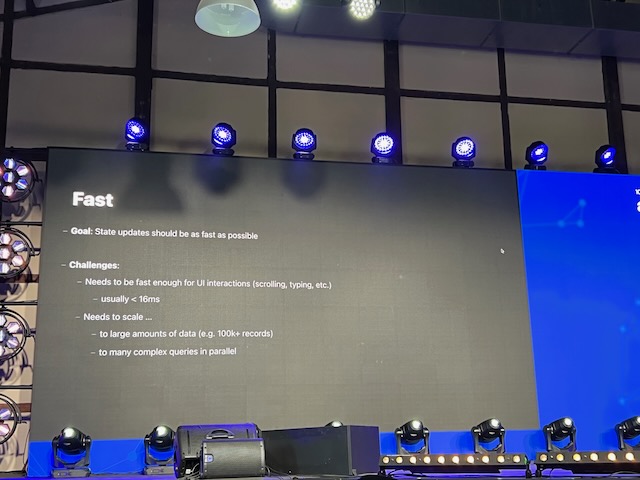 Fast
– Goal: State updates should be as fast as possible
– Challenges:
– Needs to be fast enough for UI interactions (scrolling, typing, etc.)
– usually < 16ms
– Needs to scale ...
– to large amounts of data (e.g. 100k+ records)
– to many complex queries in parallel